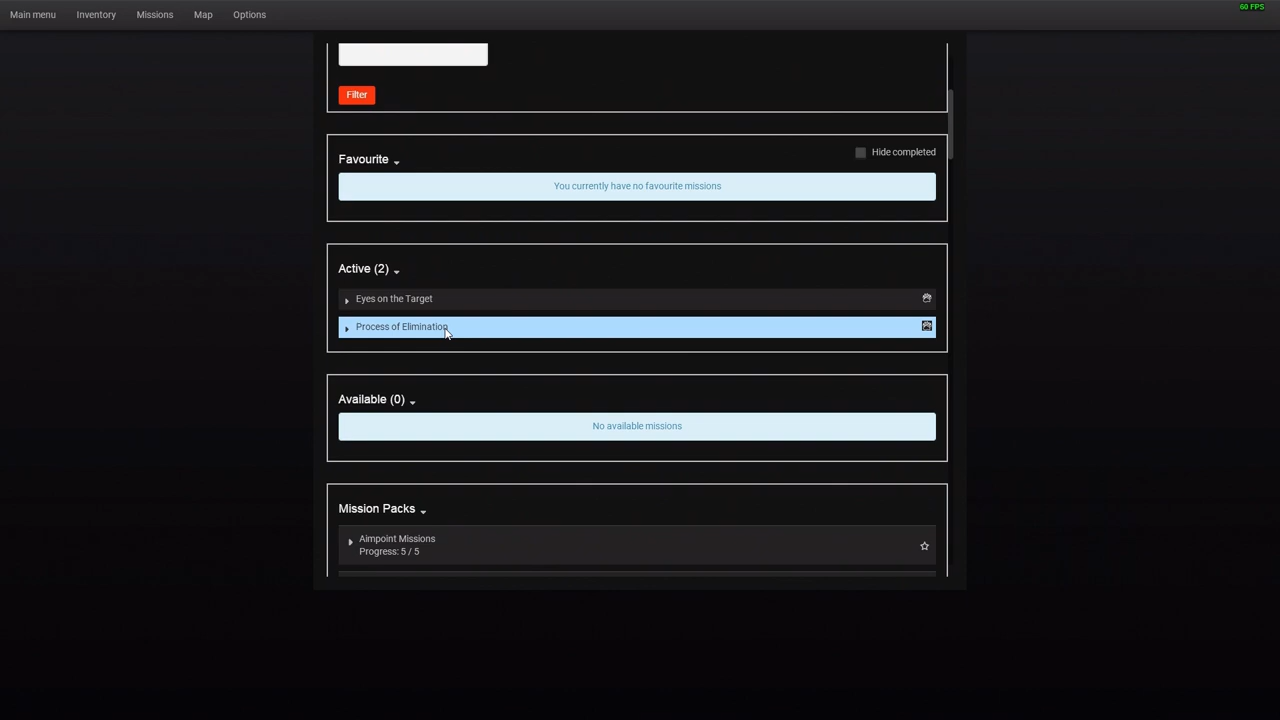 Main menu Inventory Missions Map Options
60 FPS
Filter
Favourite
Hide completed
You currently have no favourite missions
Active (2)
Eyes on the Target
Process of Elimination
Available (0)
No available missions
Mission Packs
Aimpoint Missions
Progress: 5 / 5